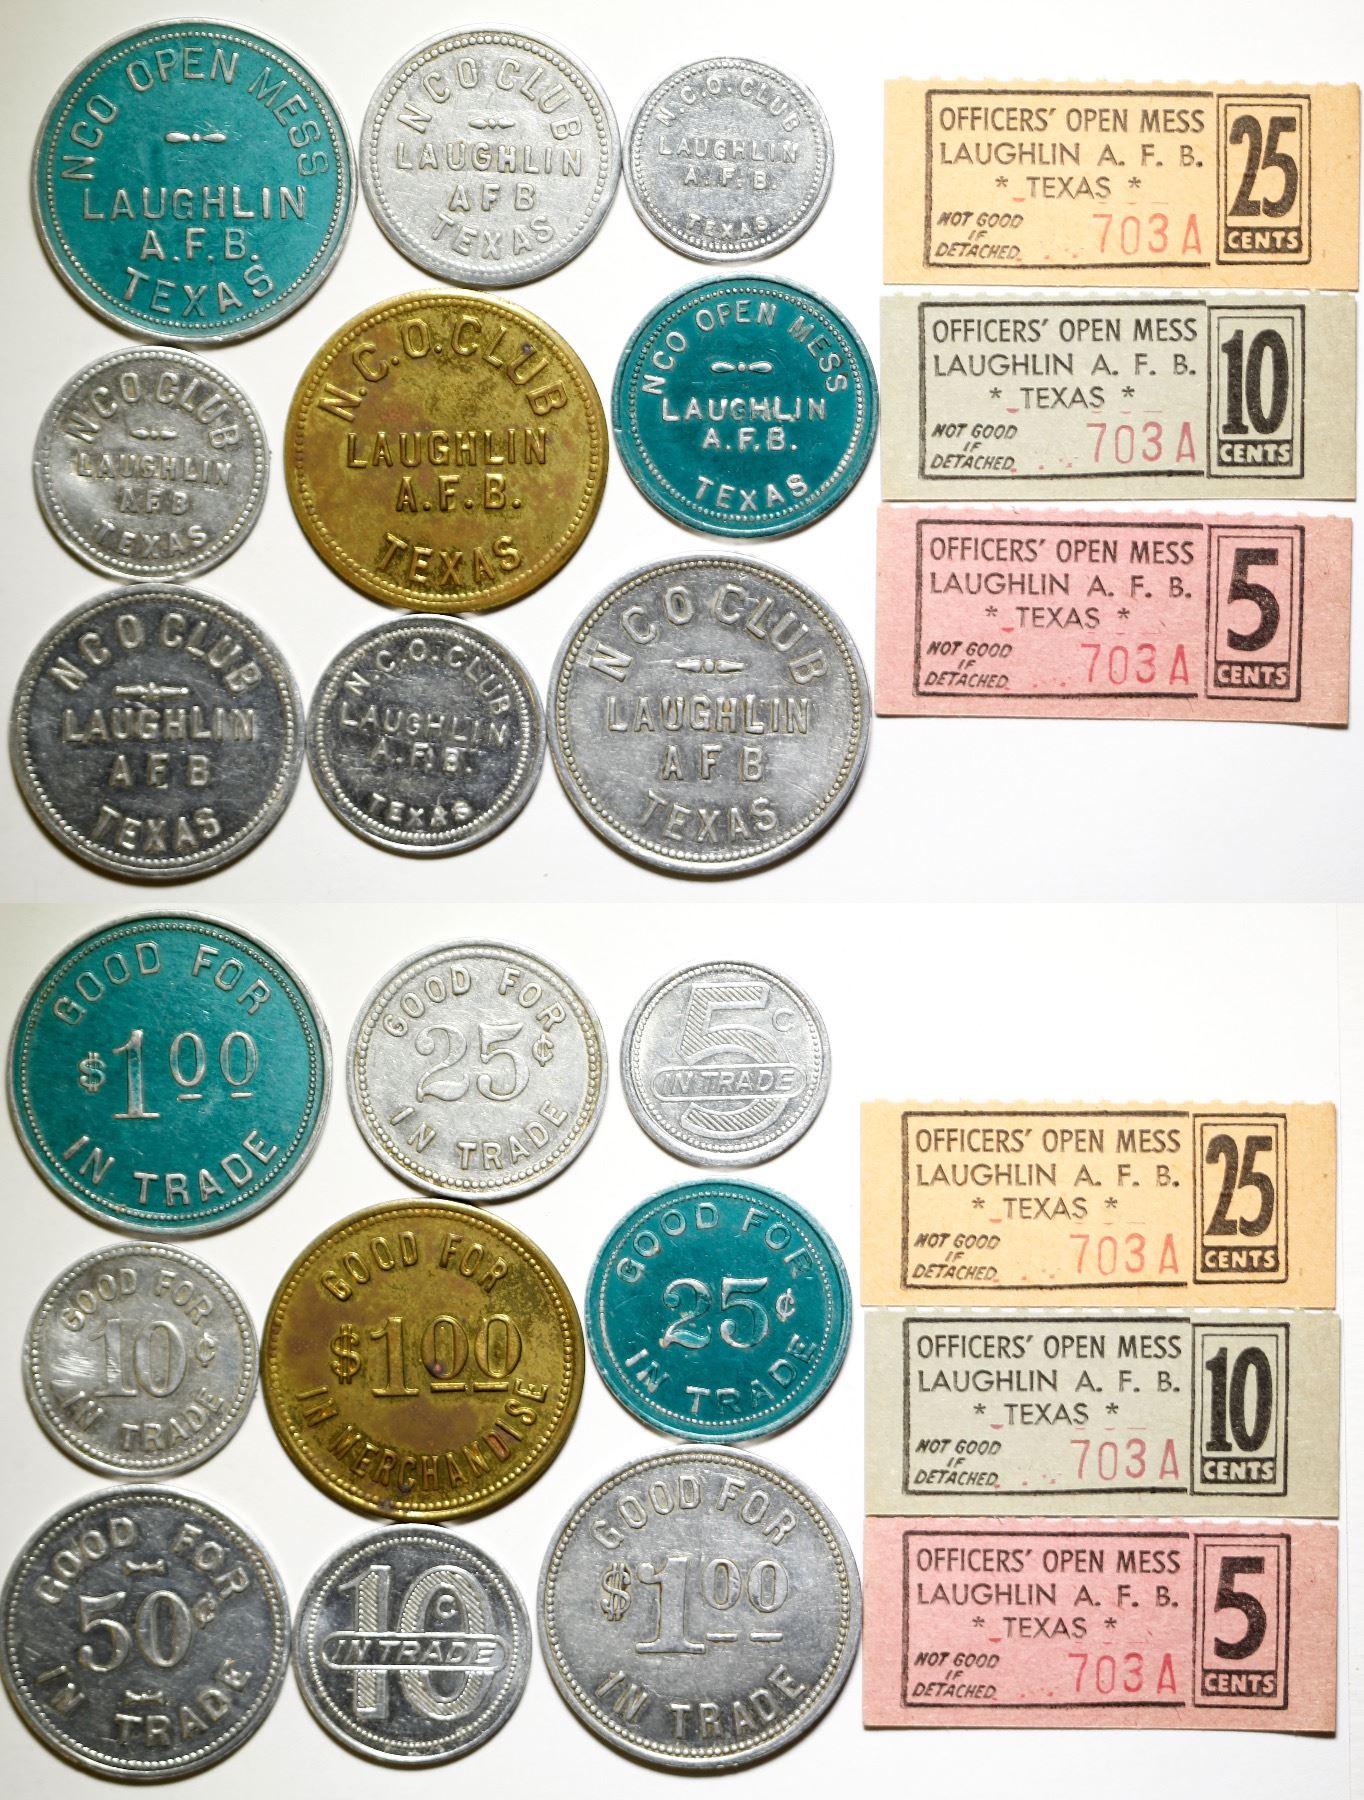 NCO OPEN MESS
LAUGHLIN
A.F.B.
TEXAS
NCO CLUB
LAUGHLIN
AFB
TEXAS
N.C.O. CLUB
LAUGHLIN
A.F.B.
TEXAS
NCO CLUB
LAUGHLIN
AFB
TEXAS
N.C.O. CLUB
LAUGHLIN
A.F.B.
TEXAS
NCO OPEN MESS
LAUGHLIN
A.F.B.
TEXAS
NCO CLUB
LAUGHLIN
AFB
TEXAS
N.C.O. CLUB
LAUGHLIN
A.F.B.
TEXAS
NCO CLUB
LAUGHLIN
AFB
TEXAS
OFFICERS' OPEN MESS
LAUGHLIN A. F. B.
* TEXAS *
NOT GOOD
IF
DETACHED
703A
25
CENTS
OFFICERS' OPEN MESS
LAUGHLIN A. F. B.
* TEXAS *
NOT GOOD
IF
DETACHED
703A
10
CENTS
OFFICERS' OPEN MESS
LAUGHLIN A. F. B.
* TEXAS *
NOT GOOD
IF
DETACHED
703A
5
CENTS
GOOD FOR
$1.00
IN TRADE
GOOD FOR
25¢
IN TRADE
5¢
IN TRADE
GOOD FOR
10¢
IN TRADE
GOOD FOR
$1.00
IN MERCHANDISE
GOOD FOR
25¢
IN TRADE
GOOD FOR
50¢
IN TRADE
10¢
IN TRADE
GOOD FOR
$1.00
IN TRADE
OFFICERS' OPEN MESS
LAUGHLIN A. F. B.
* TEXAS *
NOT GOOD
IF
DETACHED
703A
25
CENTS
OFFICERS' OPEN MESS
LAUGHLIN A. F. B.
* TEXAS *
NOT GOOD
IF
DETACHED
703A
10
CENTS
OFFICERS' OPEN MESS
LAUGHLIN A. F. B.
* TEXAS *
NOT GOOD
IF
DETACHED
703A
5
CENTS